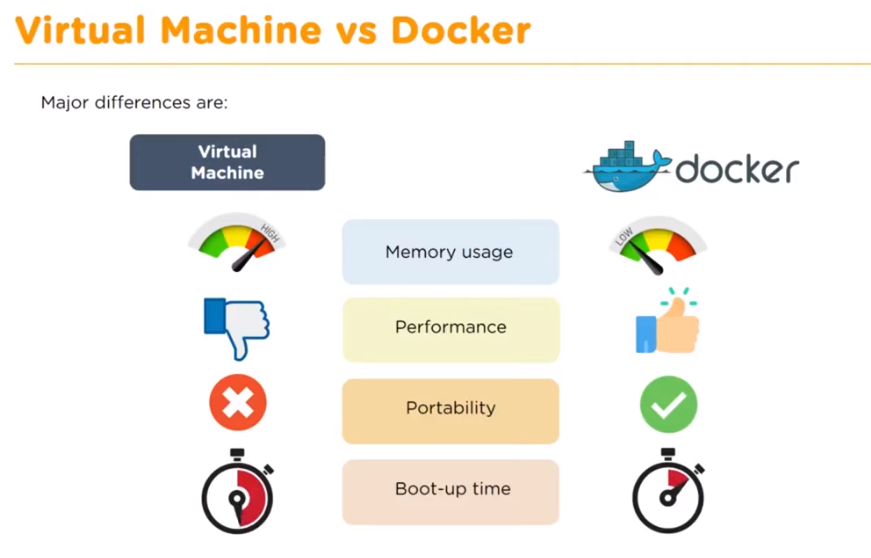 Virtual Machine vs Docker
Major differences are:
Virtual
Machine
docker
HIGH
Memory usage
LOW
Performance
Portability
Boot-up time